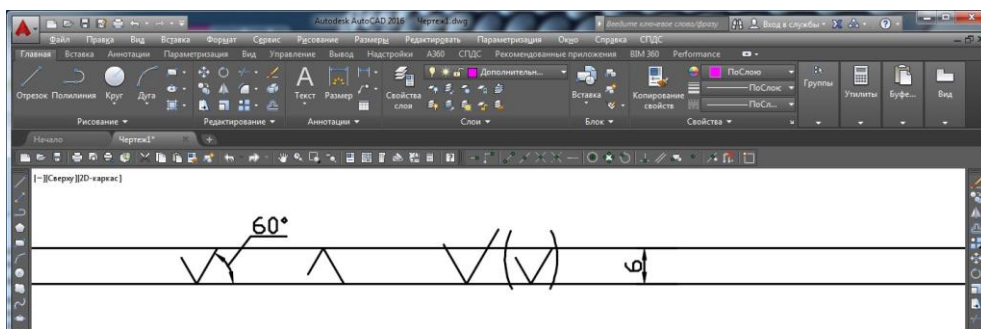 Autodesk AutoCAD 2016 Чертеж1.dwg
Введите ключевое слово/фразу
Вход в службы
Файл Правка Вид Вставка Формат Сервис Рисование Размеры Редактировать Параметризация Окно Справка СПДС
Главная Вставка Аннотации Параметризация Вид Управление Вывод Надстройки A360 СПДС Рекомендованные приложения BIM 360 Performance
Дополнительн...
ПоСлою
ПоСлою
ПоСл...
Отрезок Полилиния Круг Дуга
Текст Размер
Свойства слоя
Вставка
Копирование свойств
Группы
Утилиты
Буфе...
Вид
Рисование
Редактирование
Аннотации
Слои
Блок
Свойства
Начало
Чертеж1*
[−][Сверху][2D-каркас]
60°
6